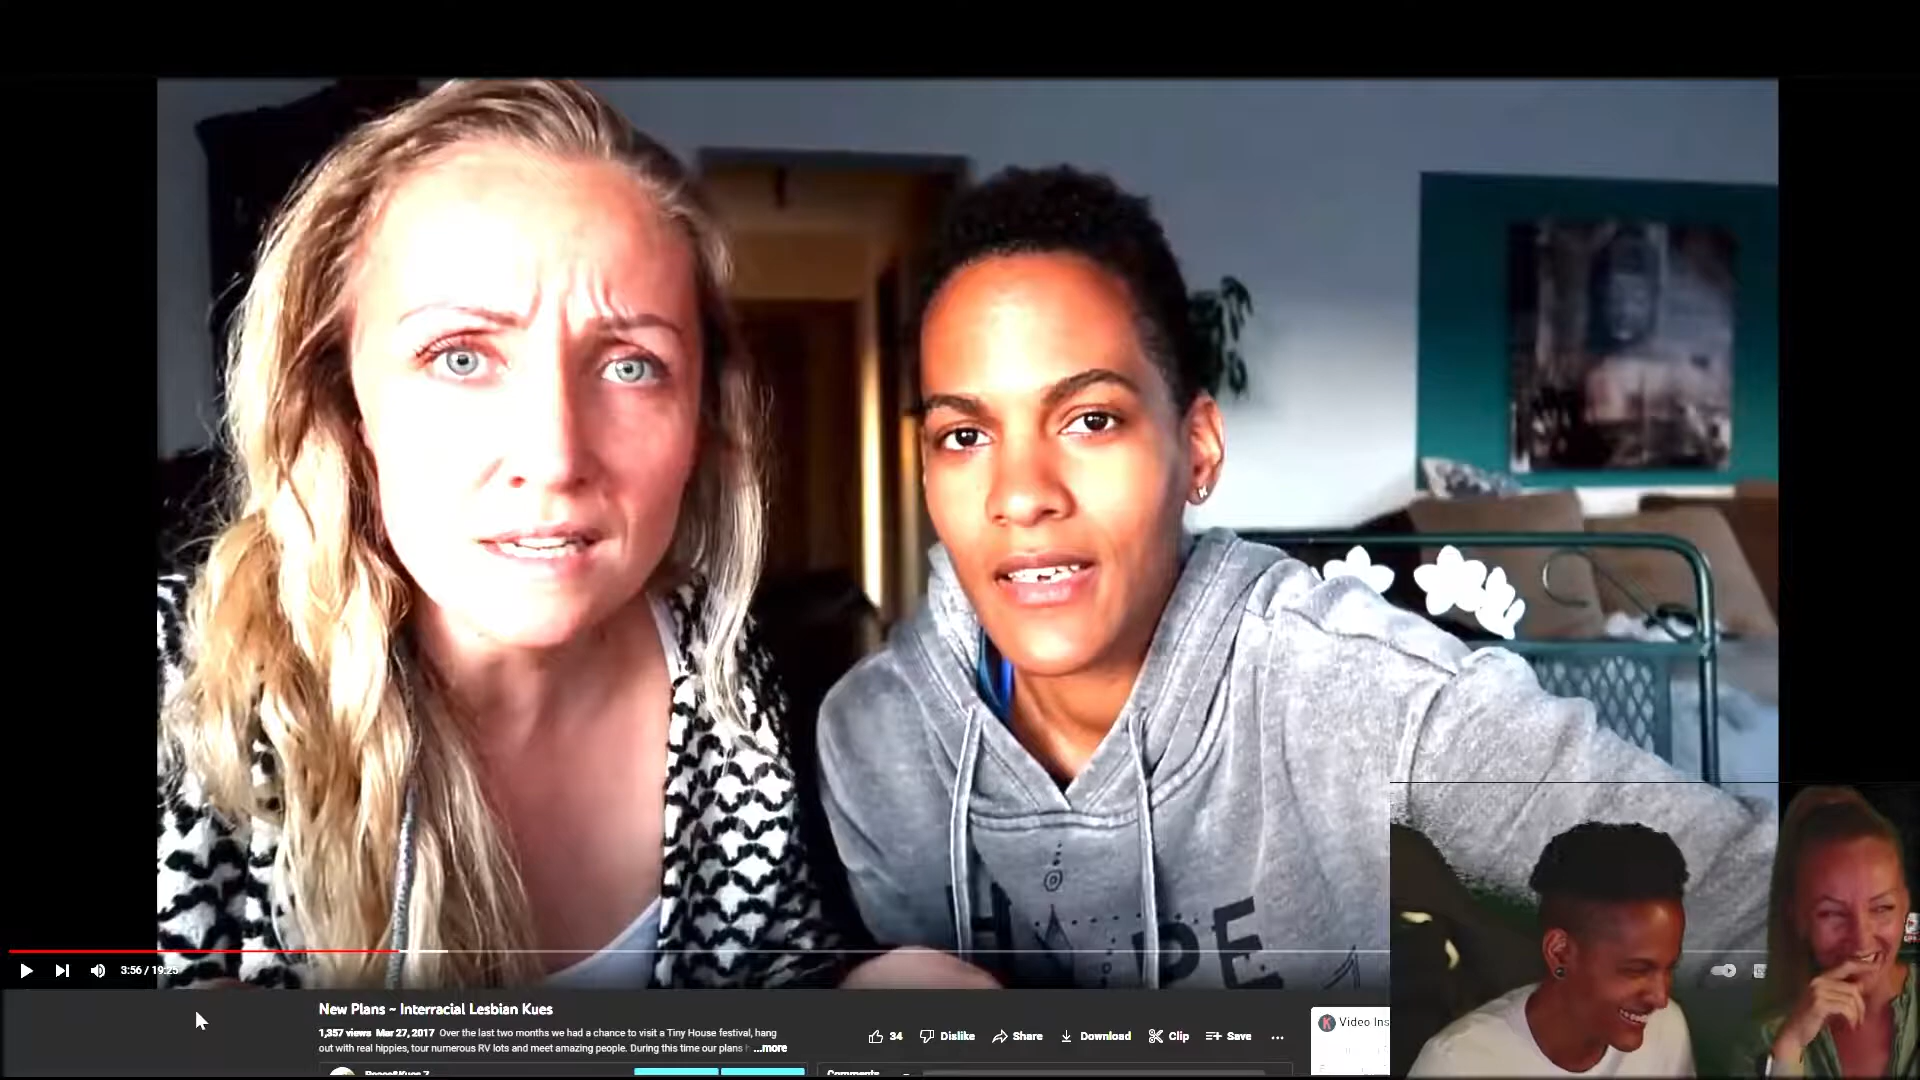 HOPE
3:56 / 19:25
New Plans ~ Interracial Lesbian Kues
1,357 views Mar 27, 2017 Over the last two months we had a chance to visit a Tiny House festival, hang
out with real hippies, tour numerous RV lots and meet amazing people. During this time our plans ...more
34 Dislike Share Download Clip Save ...
K Video Ins
Comments